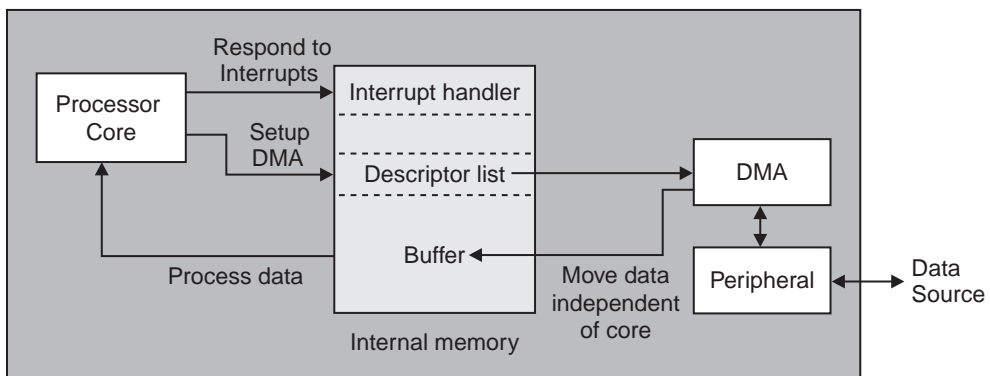 Respond to
Interrupts
Processor
Core
Interrupt handler
Setup
DMA
Descriptor list
DMA
Buffer
Process data
Move data
independent
of core
Peripheral
Data
Source
Internal memory